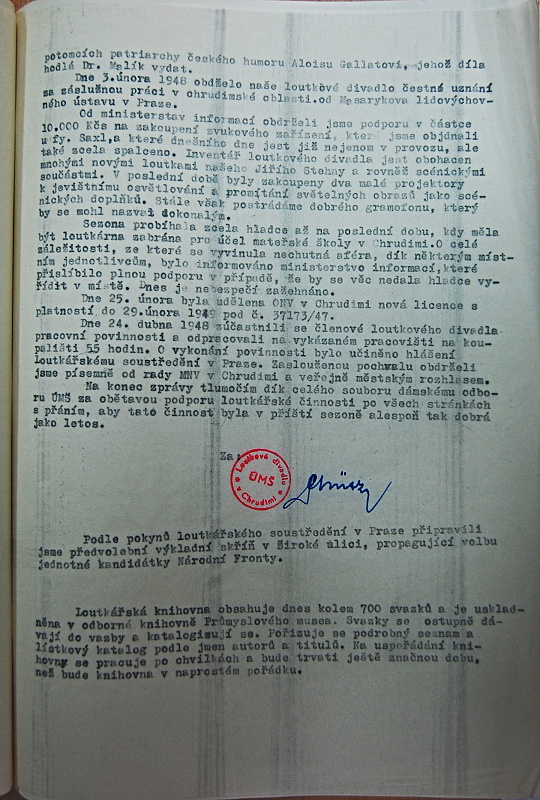 potomcích patriarchy českého humoru Aloisu Gallatovi, jehož díla
hodlá Dr. Malík vydat.
Dne 3.února 1948 obdželo naše loutkové divadlo čestné uznání
za záslužnou práci v chrudimské oblasti.od Masarykova lidovýchov-
ného ústavu v Praze.
Od ministerstav informací obdrželi jsme podporu v částce
10.000 Kčs na zakoupení zvukového zařízení, které jsme objdnali
u fy. Saxl,a které dnešního dne jest již nejenom v provozu, ale
také zcela spalceno. Inventář loutkového divadla jest obohacen
mnohými novými loutkami našeho Jiřího Stehny a rovněž scénickými
součástmi. V poslední době byly zakoupeny dva malé projektory
k jevištnímu osvětlování a promítání světelných obrazů jako scé-
nických doplňků. Stále však postrádáme dobrého gramofonu, který
by se mohl nazvat dokonalým.
Sezona probíhala zcela hladce až na poslední dobu, kdy měla
být loutkárna zabrána pro účel mateřské školy v Chrudimi.O celé
záležitosti, ze které se vyvinula nechutná aféra, dík některým míst-
ním jednotlivcům, bylo informováno ministerstvo informací,které
přislíbilo plnou podporu v případě, že by se věc nedala hladce vy-
řídit v místě. Dnes je nebezpečí zažehnáno.
Dne 25. února byla udělena ONV v Chrudimi nová licence s
platností do 29.února 1949 pod č. 37173/47.
Dne 24. dubna 1948 zúčastnili se členové loutkového divadla
pracovní povinnosti a odpracovali na vykázaném pracovišti na kou-
pališti 55 hodin. O vykonání povinnosti bylo učiněno hlášení
Loutkářskému soustředění v Praze. Zaslouženou pochvalu obdrželi
jsme písemně od rady MNV v Chrudimi a veřejně městským rozhlasem.
Na konec zprávy tlumočím dík celého souboru dámskému odbo-
ru ÚMŠ za obětavou podporu loutkářské činnosti po všech stránkách
s přáním, aby tato činnost byla v příští sezoně alespoň tak dobrá
jako letos.
Za:
Loutkové divadlo
ÚMŠ
v Chrudimi
Podle pokynů loutkářského soustředění v Praze připravili
jsme předvolební výkladní skříň v Široké úlici, propagující volbu
jednotné kandidátky Národní Fronty.
Loutkářská knihovna obsahuje dnes kolem 700 svazků a je usklad-
něna v odborné knihovně Průmyslového musea. Svazky se ostupně dá-
vají do vazby a katalogisují se. Pořizuje se podrobný seznam a
lístkový katalog podle jmen autorů a titulů. Na uspořádání kni-
hovny se pracuje po chvilkách a bude trvati ještě značnou dobu,
než bude knihovna v naprostém pořádku.